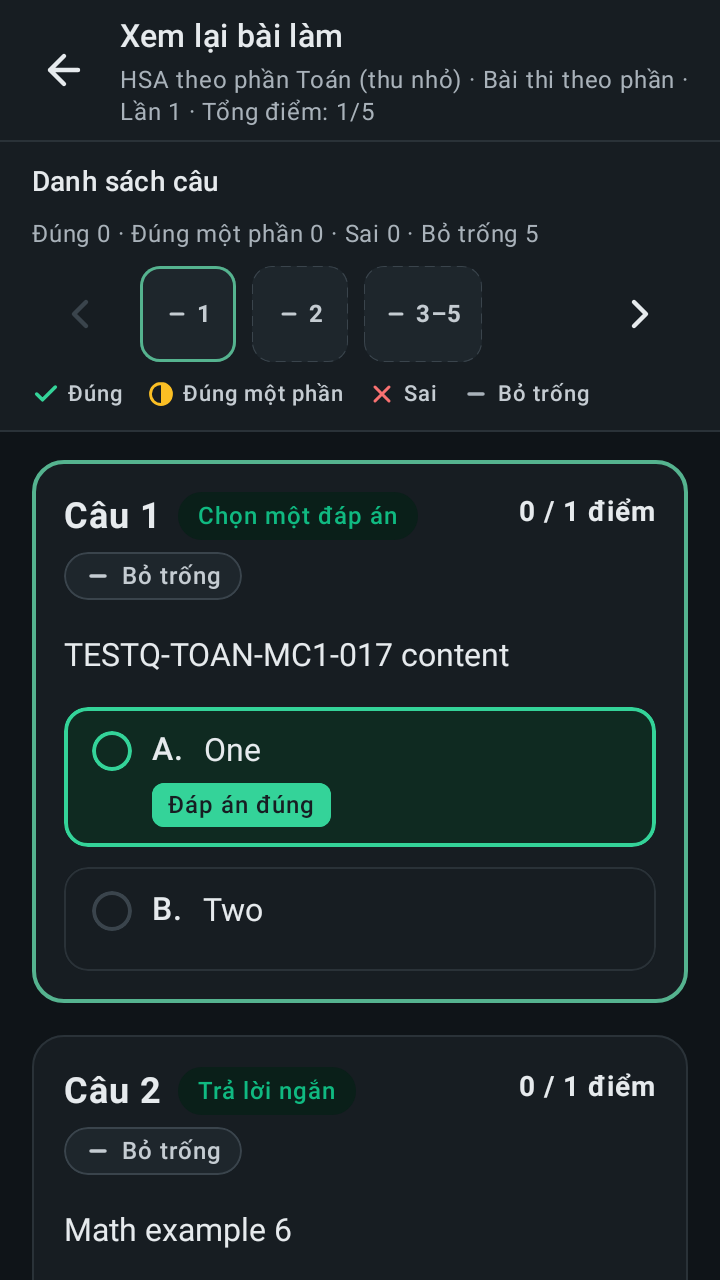 Xem lại bài làm
HSA theo phần Toán (thu nhỏ) · Bài thi theo phần ·
Lần 1 · Tổng điểm: 1/5
Danh sách câu
Đúng 0 · Đúng một phần 0 · Sai 0 · Bỏ trống 5
– 1
– 2
– 3–5
Đúng
Đúng một phần
Sai
– Bỏ trống
Câu 1 Chọn một đáp án 0 / 1 điểm
– Bỏ trống
TESTQ-TOAN-MC1-017 content
A. One
Đáp án đúng
B. Two
Câu 2 Trả lời ngắn 0 / 1 điểm
– Bỏ trống
Math example 6